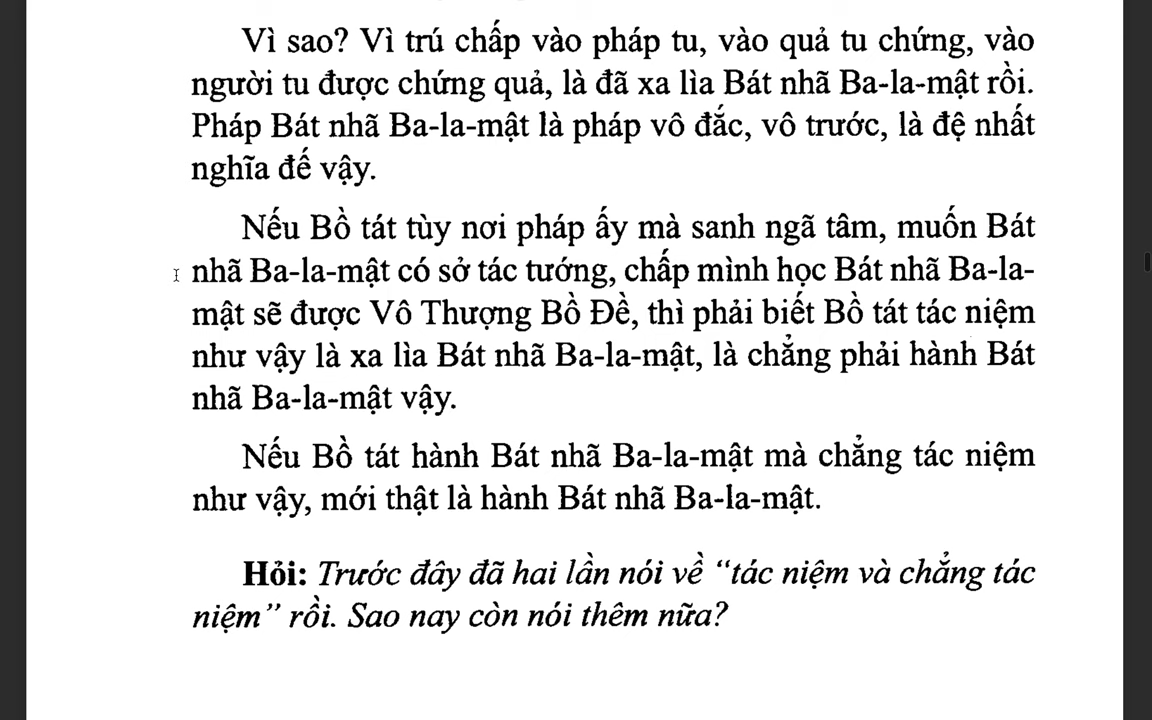 Vì sao? Vì trú chấp vào pháp tu, vào quả tu chứng, vào
người tu được chứng quả, là đã xa lìa Bát nhã Ba-la-mật rồi.
Pháp Bát nhã Ba-la-mật là pháp vô đắc, vô trước, là đệ nhất
nghĩa đế vậy.
Nếu Bồ tát tùy nơi pháp ấy mà sanh ngã tâm, muốn Bát
nhã Ba-la-mật có sở tác tướng, chấp mình học Bát nhã Ba-la-
mật sẽ được Vô Thượng Bồ Đề, thì phải biết Bồ tát tác niệm
như vậy là xa lìa Bát nhã Ba-la-mật, là chẳng phải hành Bát
nhã Ba-la-mật vậy.
Nếu Bồ tát hành Bát nhã Ba-la-mật mà chẳng tác niệm
như vậy, mới thật là hành Bát nhã Ba-la-mật.
Hỏi: Trước đây đã hai lần nói về “tác niệm và chẳng tác
niệm” rồi. Sao nay còn nói thêm nữa?